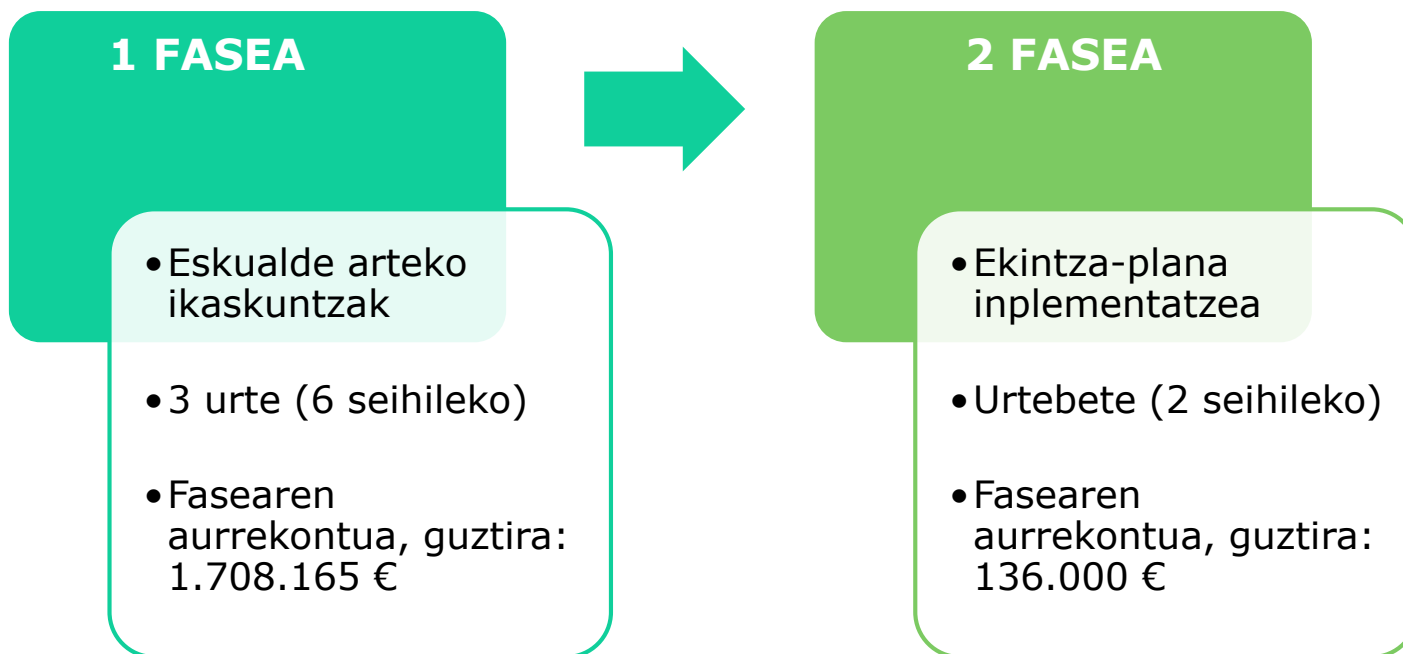 1 FASEA
•Eskualde arteko
ikaskuntzak
•3 urte (6 seihileko)
•Fasearen
aurrekontua, guztira:
1.708.165 €
2 FASEA
•Ekintza-plana
inplementatzea
•Urtebete (2 seihileko)
•Fasearen
aurrekontua, guztira:
136.000 €